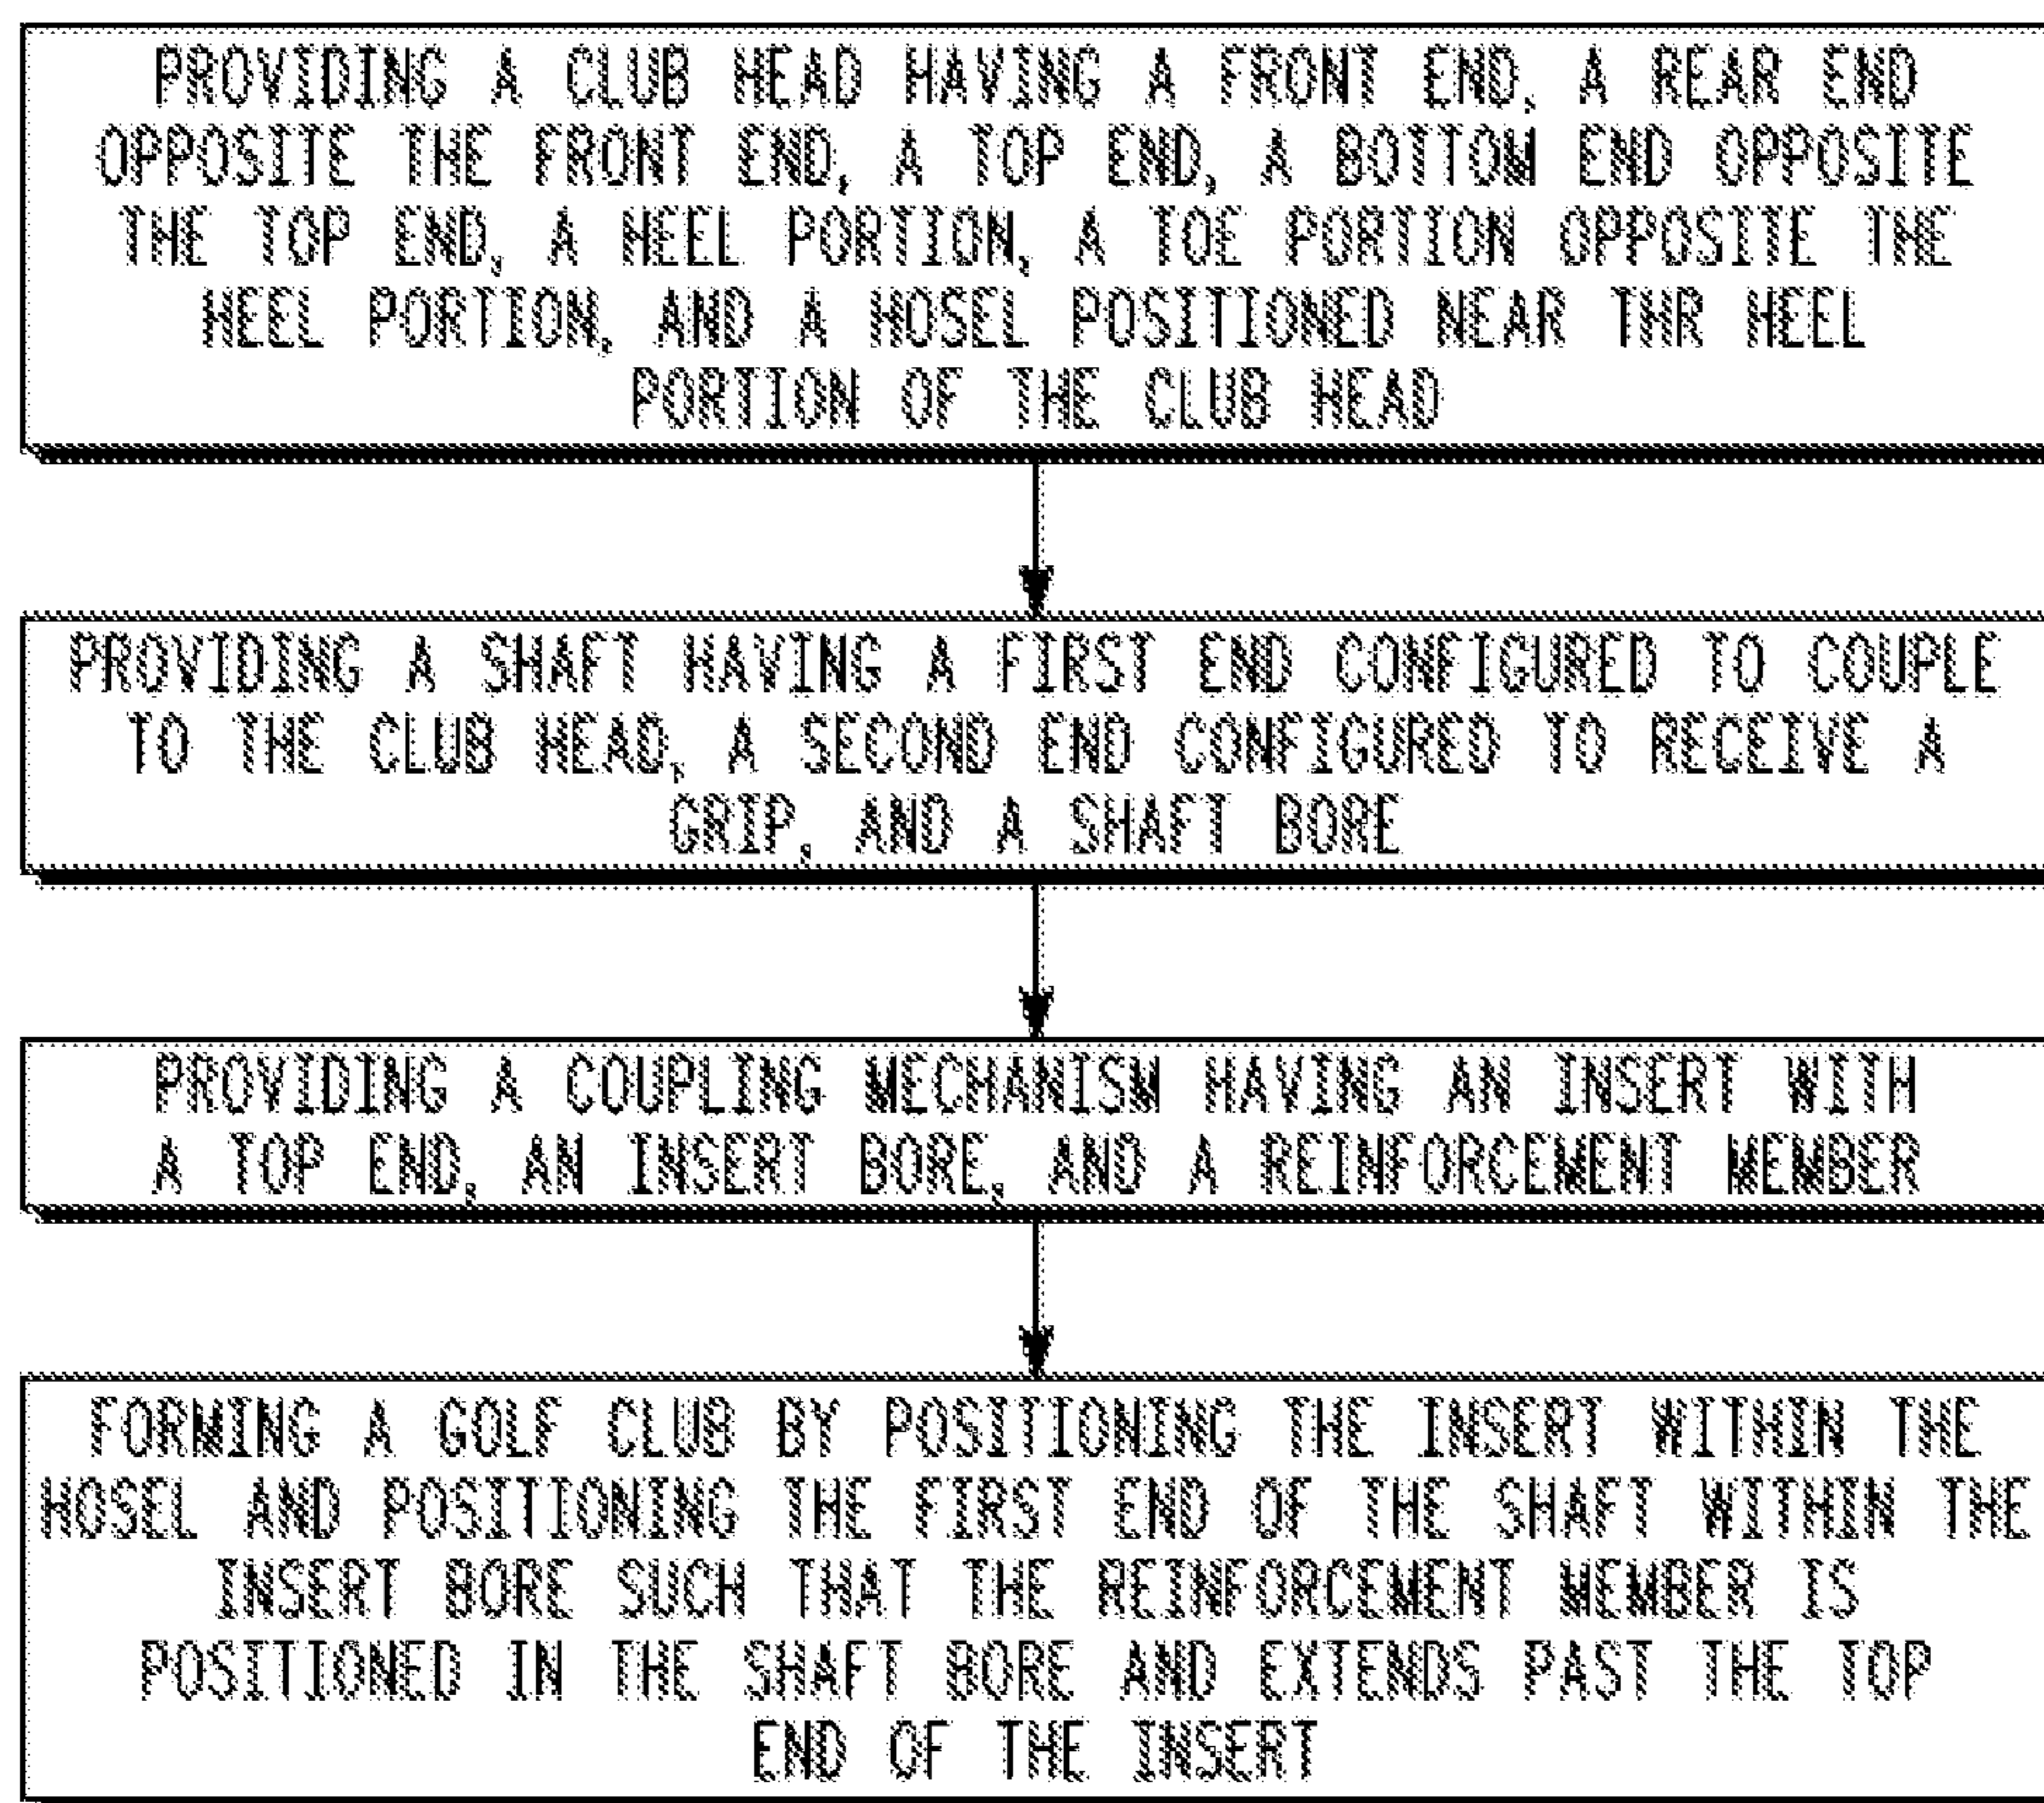 PROVIDING A CLUB HEAD HAVING A FRONT END, A REAR END
OPPOSITE THE FRONT END, A TOP END, A BOTTOM END OPPOSITE
THE TOP END, A HEEL PORTION, A TOE PORTION OPPOSITE THE
HEEL PORTION, AND A HOSEL POSITIONED NEAR THR HEEL
PORTION OF THE CLUB HEAD
PROVIDING A SHAFT HAVING A FIRST END CONFIGURED TO COUPLE
TO THE CLUB HEAD, A SECOND END CONFIGURED TO RECEIVE A
GRIP, AND A SHAFT BORE
PROVIDING A COUPLING MECHANISM HAVING AN INSERT WITH
A TOP END, AN INSERT BORE, AND A REINFORCEMENT MEMBER
FORMING A GOLF CLUB BY POSITIONING THE INSERT WITHIN THE
HOSEL AND POSITIONING THE FIRST END OF THE SHAFT WITHIN THE
INSERT BORE SUCH THAT THE REINFORCEMENT MEMBER IS
POSITIONED IN THE SHAFT BORE AND EXTENDS PAST THE TOP
END OF THE INSERT